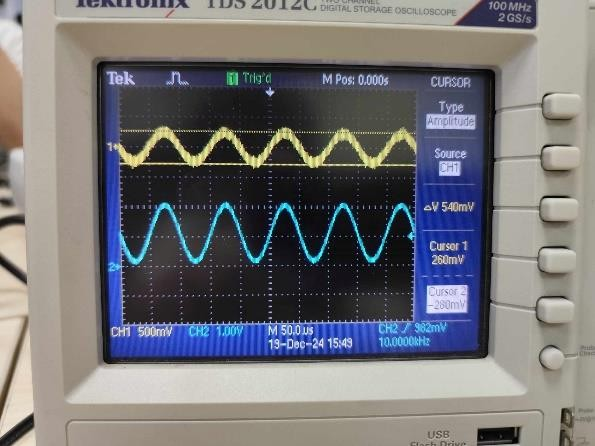 Tektronix TDS 2012C TWO CHANNEL DIGITAL STORAGE OSCILLOSCOPE
100 MHz
2 GS/s
Tek Trig'd M Pos: 0.000s CURSOR
Type
Amplitude
Source
CH1
ΔV 540mV
Cursor 1
260mV
Cursor 2
-280mV
1
2
CH1 500mV CH2 1.00V M 50.0us CH2 / 982mV
19-Dec-24 15:49 10.0000kHz
USB
Flash Drive